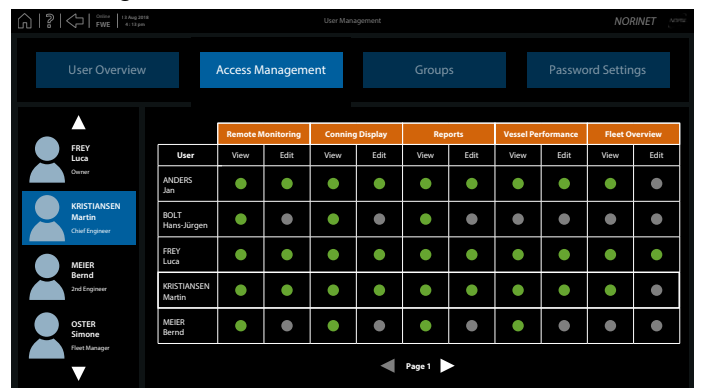 FWE
13 Aug 2018
4 : 13 pm
User Management
NORINET
User Overview
Access Management
Groups
Password Settings
FREY
Luca
Owner
KRISTIANSEN
Martin
Chief Engineer
MEIER
Bernd
2nd Engineer
OSTER
Simone
Fleet Manager
Remote Monitoring Conning Display Reports Vessel Performance Fleet Overview
User View Edit View Edit View Edit View Edit View Edit
ANDERS
Jan
BOLT
Hans-Jürgen
FREY
Luca
KRISTIANSEN
Martin
MEIER
Bernd
Page 1